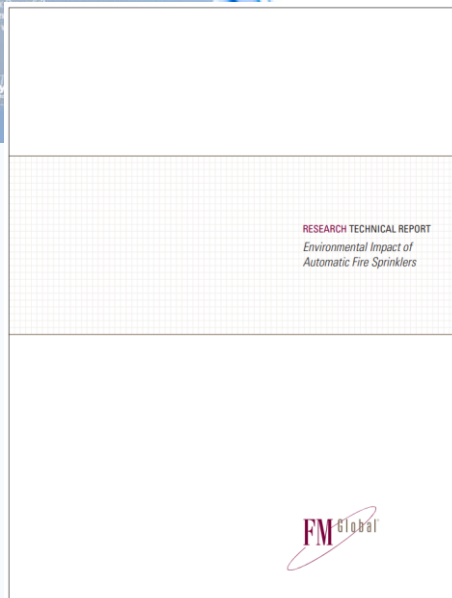 RESEARCH TECHNICAL REPORT
Environmental Impact of
Automatic Fire Sprinklers
FM Global